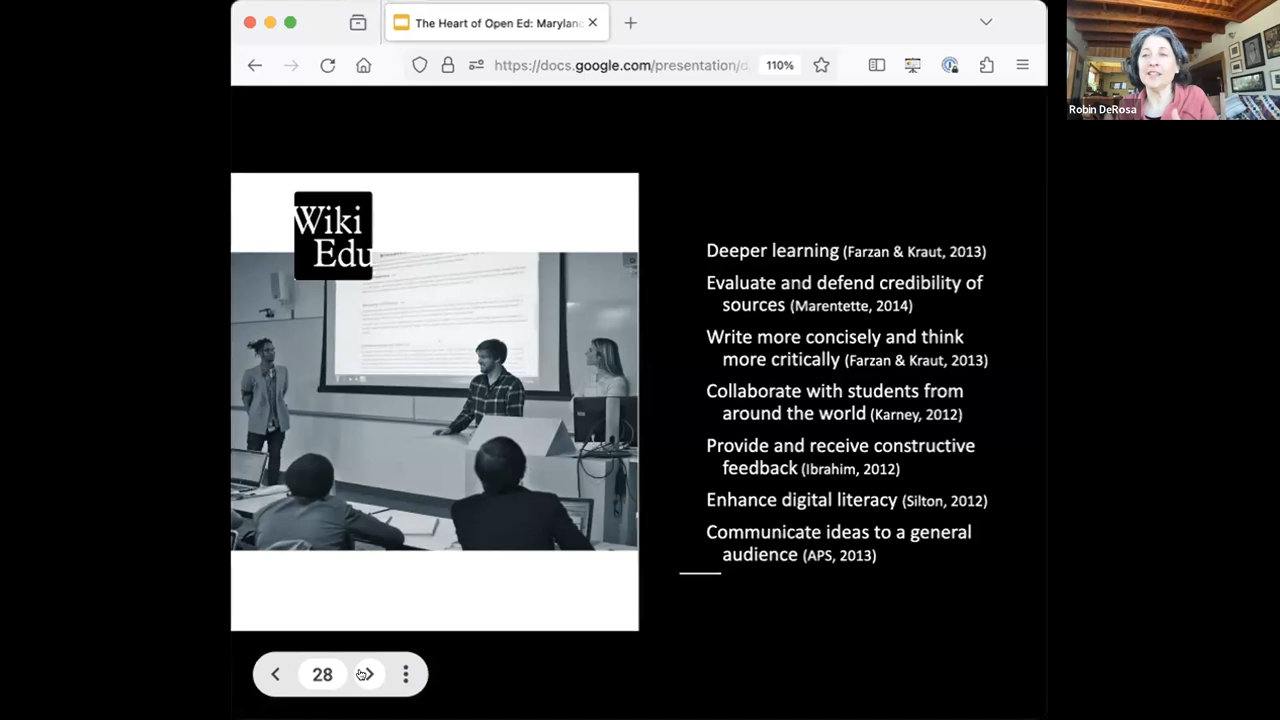 The Heart of Open Ed: Marylan
https://docs.google.com/presentation/d
110%
Robin DeRosa
Wiki
Edu
Deeper learning (Farzan & Kraut, 2013)
Evaluate and defend credibility of
sources (Marentette, 2014)
Write more concisely and think
more critically (Farzan & Kraut, 2013)
Collaborate with students from
around the world (Karney, 2012)
Provide and receive constructive
feedback (Ibrahim, 2012)
Enhance digital literacy (Silton, 2012)
Communicate ideas to a general
audience (APS, 2013)
28